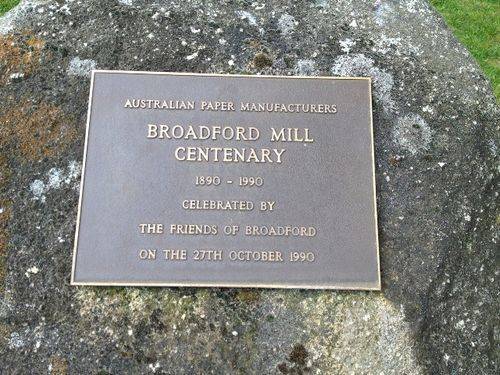 AUSTRALIAN PAPER MANUFACTURERS
BROADFORD MILL
CENTENARY
1890 - 1990
CELEBRATED BY
THE FRIENDS OF BROADFORD
ON THE 27TH OCTOBER 1990